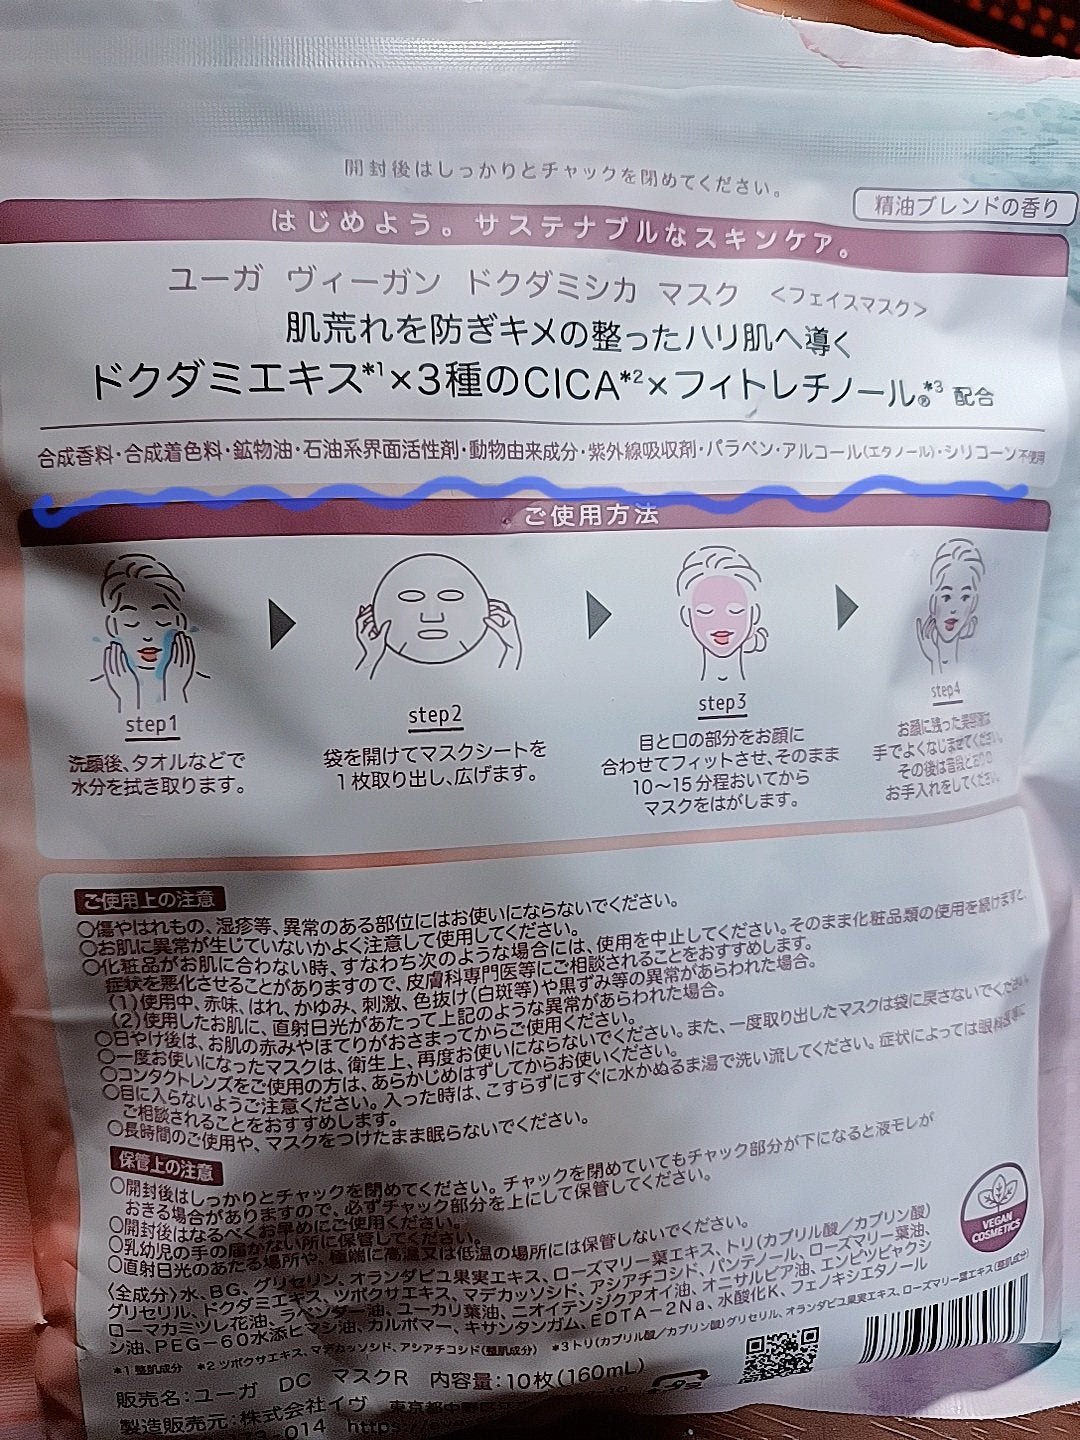 開封後はしっかりとチャックを閉めてください。
精油ブレンドの香り
はじめよう。サステナブルなスキンケア。
ユーガ ヴィーガン ドクダミシカ マスク <フェイスマスク>
肌荒れを防ぎキメの整ったハリ肌へ導く
ドクダミエキス*1×3種のCICA*2×フィトレチノール®*3 配合
合成香料・合成着色料・鉱物油・石油系界面活性剤・動物由来成分・紫外線吸収剤・パラベン・アルコール(エタノール)・シリコーン不使用
ご使用方法
step1
洗顔後、タオルなどで
水分を拭き取ります。
step2
袋を開けてマスクシートを
1枚取り出し、広げます。
step3
目と口の部分をお顔に
合わせてフィットさせ、そのまま
10〜15分程おいてから
マスクをはがします。
step4
お顔に残った美容液は
手でよくなじませてください。
その後は普段どおりの
お手入れをしてください。
ご使用上の注意
○傷やはれもの、湿疹等、異常のある部位にはお使いにならないでください。
○お肌に異常が生じていないかよく注意して使用してください。
○化粧品がお肌に合わない時、すなわち次のような場合には、使用を中止してください。そのまま化粧品類の使用を続けますと、
症状を悪化させることがありますので、皮膚科専門医等にご相談されることをおすすめします。
(1)使用中、赤味、はれ、かゆみ、刺激、色抜け(白斑等)や黒ずみ等の異常があらわれた場合。
(2)使用したお肌に、直射日光があたって上記のような異常があらわれた場合。
○日やけ後は、お肌の赤みやほてりがおさまってからご使用ください。
○一度お使いになったマスクは、衛生上、再度お使いにならないでください。また、一度取り出したマスクは袋に戻さないでください。
○コンタクトレンズをご使用の方は、あらかじめはずしてからお使いください。
○目に入らないようご注意ください。入った時は、こすらずにすぐに水かぬるま湯で洗い流してください。症状によっては眼科医等に
ご相談されることをおすすめします。
○長時間のご使用や、マスクをつけたまま眠らないでください。
保管上の注意
○開封後はしっかりとチャックを閉めてください。チャックを閉めていてもチャック部分が下になると液モレが
おきる場合がありますので、必ずチャック部分を上にして保管してください。
○開封後はなるべくお早めにご使用ください。
○乳幼児の手の届かない所に保管してください。
○直射日光のあたる場所や、極端に高温又は低温の場所には保管しないでください。
VEGAN
COSMETICS
〈全成分〉水、BG、グリセリン、オランダビユ果実エキス、ローズマリー葉エキス、トリ(カプリル酸/カプリン酸)
グリセリル、ドクダミエキス、ツボクサエキス、マデカッソシド、アシアチコシド、パンテノール、ローズマリー葉油、
ローマカミツレ花油、ラベンダー油、ユーカリ葉油、ニオイテンジクアオイ油、オニサルビア油、エンピツビャクシ
ン油、PEG-60水添ヒマシ油、カルボマー、キサンタンガム、EDTA-2Na、水酸化K、フェノキシエタノール
*1 整肌成分 *2 ツボクサエキス、マデカッソシド、アシアチコシド(整肌成分) *3 トリ(カプリル酸/カプリン酸)グリセリル、オランダビユ果実エキス、ローズマリー葉エキス(整肌成分)
販売名:ユーガ DC マスクR 内容量:10枚(160mL)
製造販売元:株式会社イヴ 東京都中野区
-014 https://